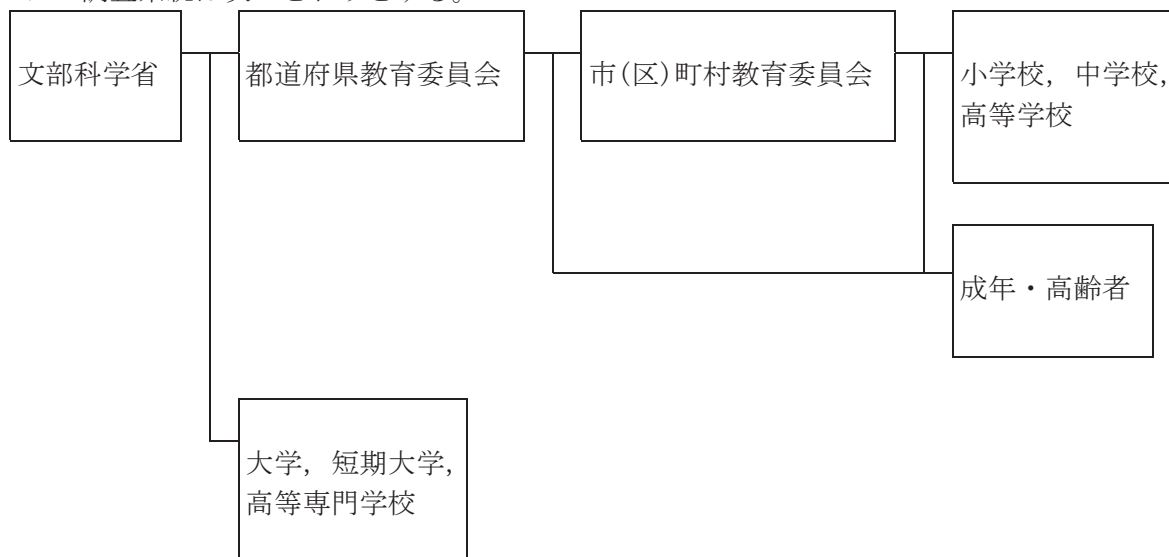 文部科学省
都道府県教育委員会
市(区)町村教育委員会
小学校，中学校，
高等学校
成年・高齢者
大学，短期大学，
高等専門学校